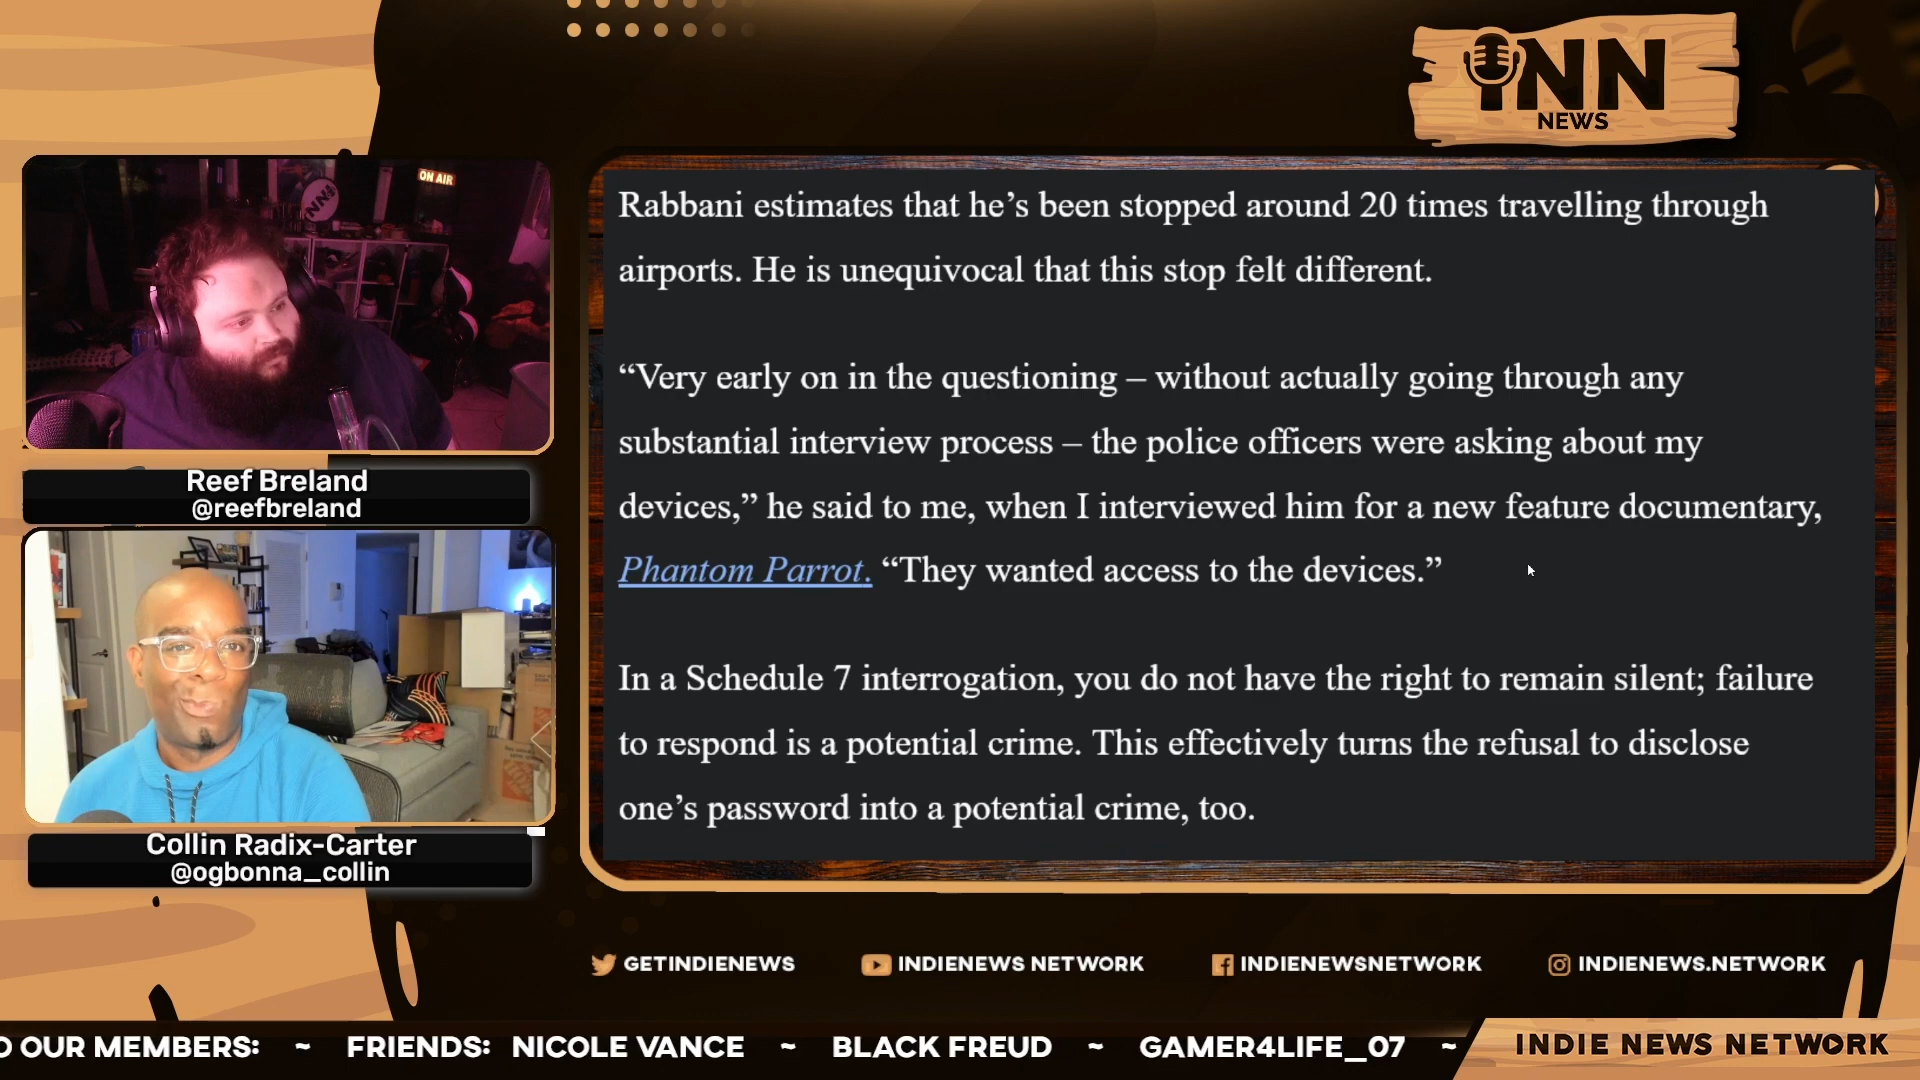 INN
NEWS
ON AIR
INN
Rabbani estimates that he’s been stopped around 20 times travelling through
airports. He is unequivocal that this stop felt different.
“Very early on in the questioning – without actually going through any
substantial interview process – the police officers were asking about my
devices,” he said to me, when I interviewed him for a new feature documentary,
Phantom Parrot. “They wanted access to the devices.”
In a Schedule 7 interrogation, you do not have the right to remain silent; failure
to respond is a potential crime. This effectively turns the refusal to disclose
one’s password into a potential crime, too.
Reef Breland
@reefbreland
Collin Radix-Carter
@ogbonna_collin
GETINDIENEWS
INDIENEWS NETWORK
INDIENEWSNETWORK
INDIENEWS.NETWORK
O OUR MEMBERS: ~ FRIENDS: NICOLE VANCE ~ BLACK FREUD ~ GAMER4LIFE_07 ~
INDIE NEWS NETWORK